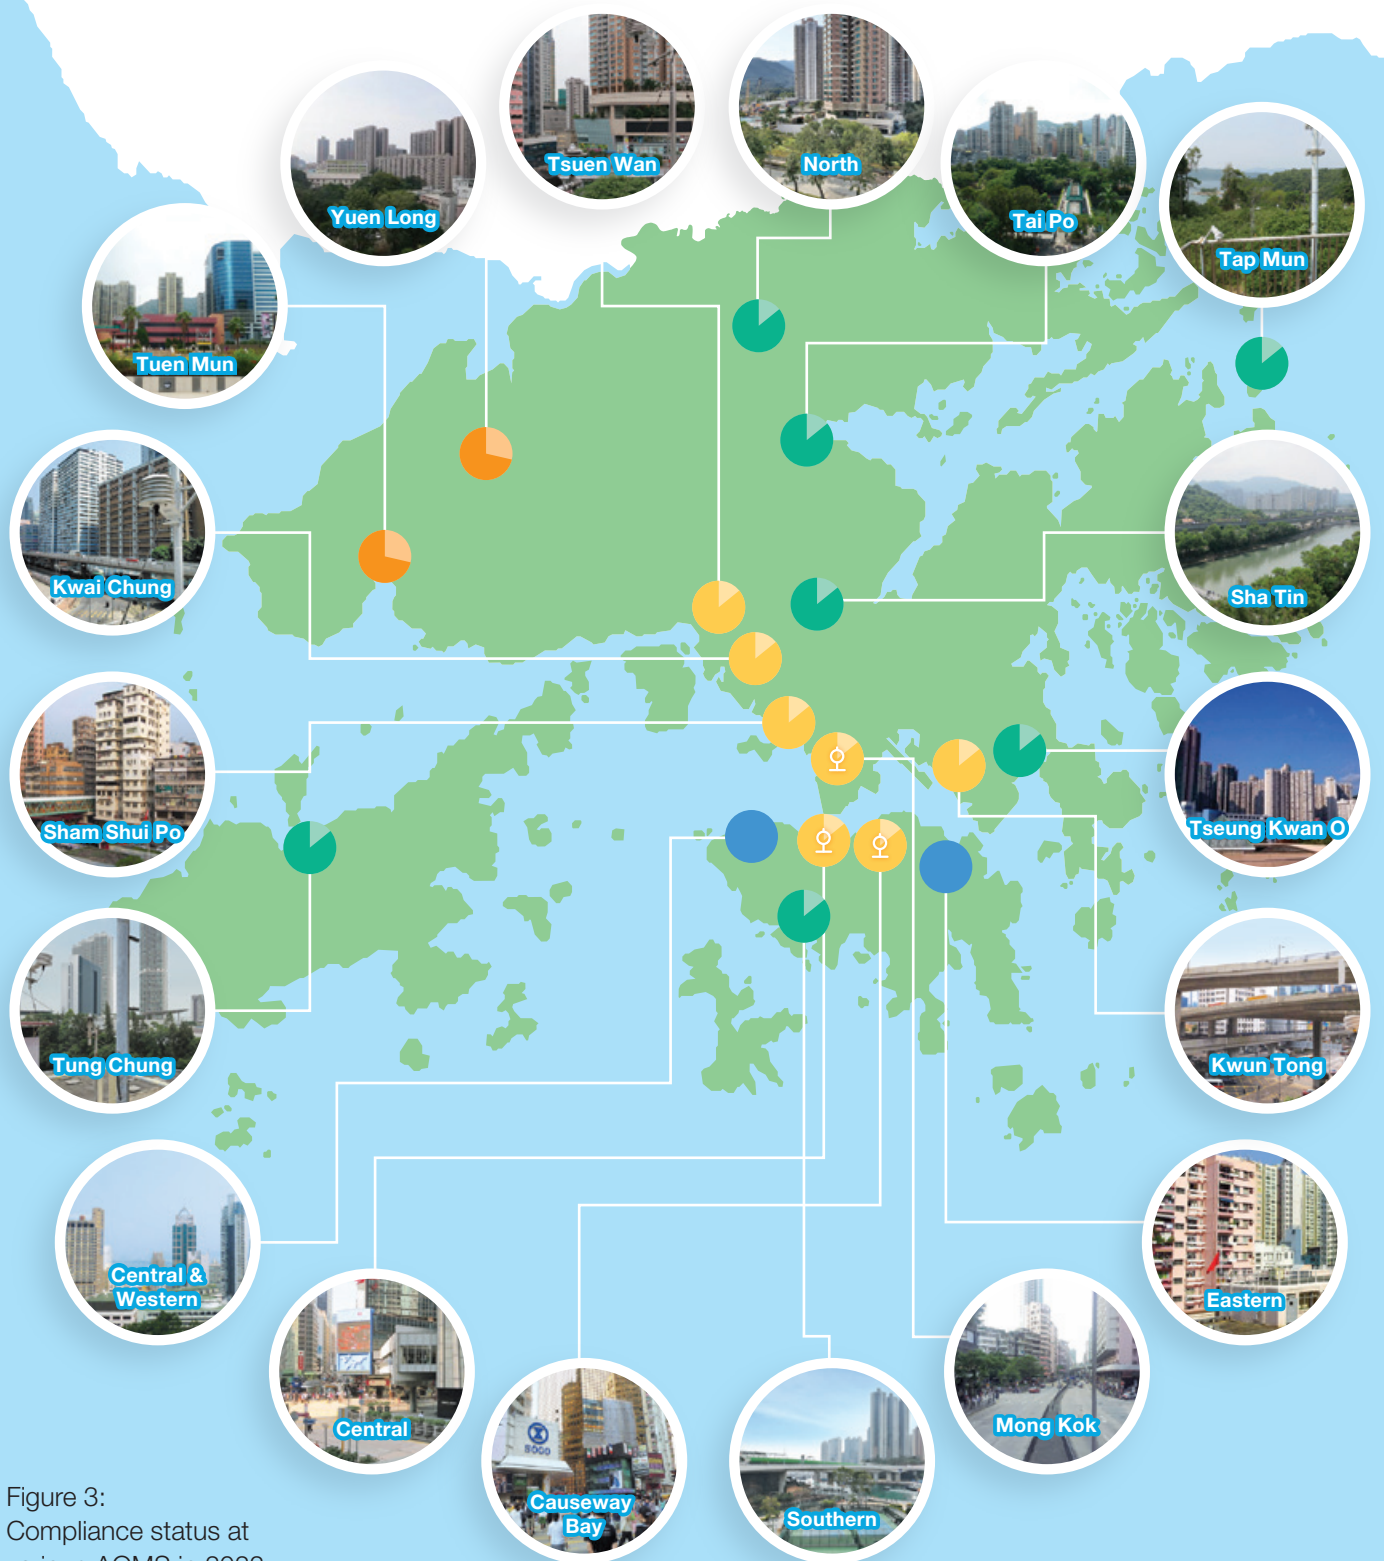 Tsuen Wan
North
Yuen Long
Tai Po
Tap Mun
Tuen Mun
Kwai Chung
Sha Tin
Sham Shui Po
Tseung Kwan O
Tung Chung
Kwun Tong
Central &
Western
Eastern
Central
Mong Kok
SOGO
Causeway
Bay
Southern
Figure 3:
Compliance status at